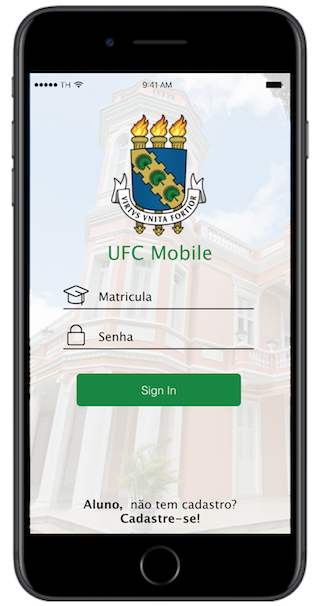 TH 9:41 AM
VIRTVS VNITA FORTIOR
UFC Mobile
Matricula
Senha
Sign In
Aluno, não tem cadastro?
Cadastre-se!